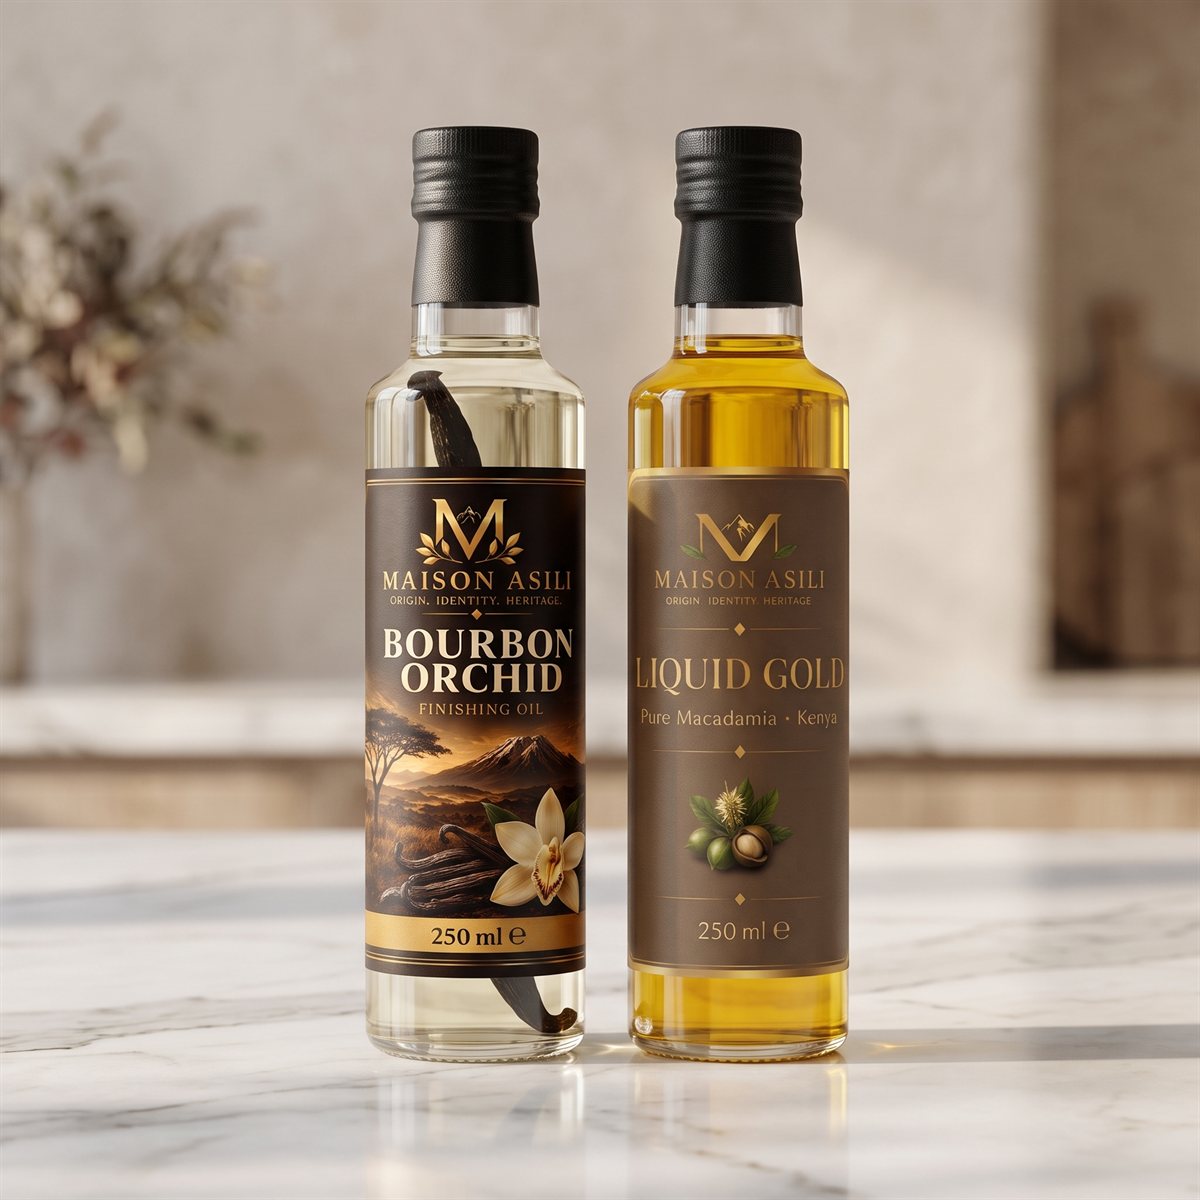 M
MAISON ASILI
ORIGIN. IDENTITY. HERITAGE.
BOURBON
ORCHID
FINISHING OIL
250 ml ℮
M
MAISON ASILI
ORIGIN IDENTITY. HERITAGE
LIQUID GOLD
Pure Macadamia • Kenya
250 ml ℮